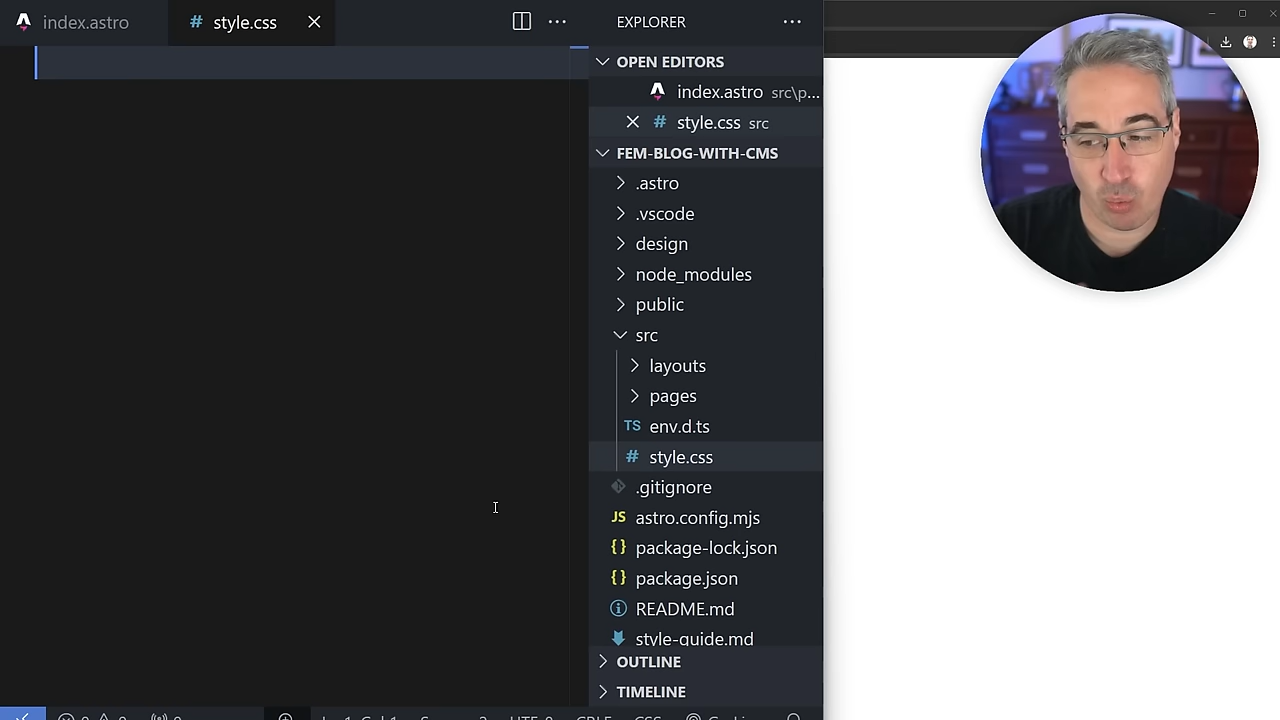 index.astro
style.css
EXPLORER
OPEN EDITORS
index.astro src\p...
style.css src
FEM-BLOG-WITH-CMS
.astro
.vscode
design
node_modules
public
src
layouts
pages
TS env.d.ts
# style.css
.gitignore
JS astro.config.mjs
{} package-lock.json
{} package.json
README.md
style-guide.md
OUTLINE
TIMELINE